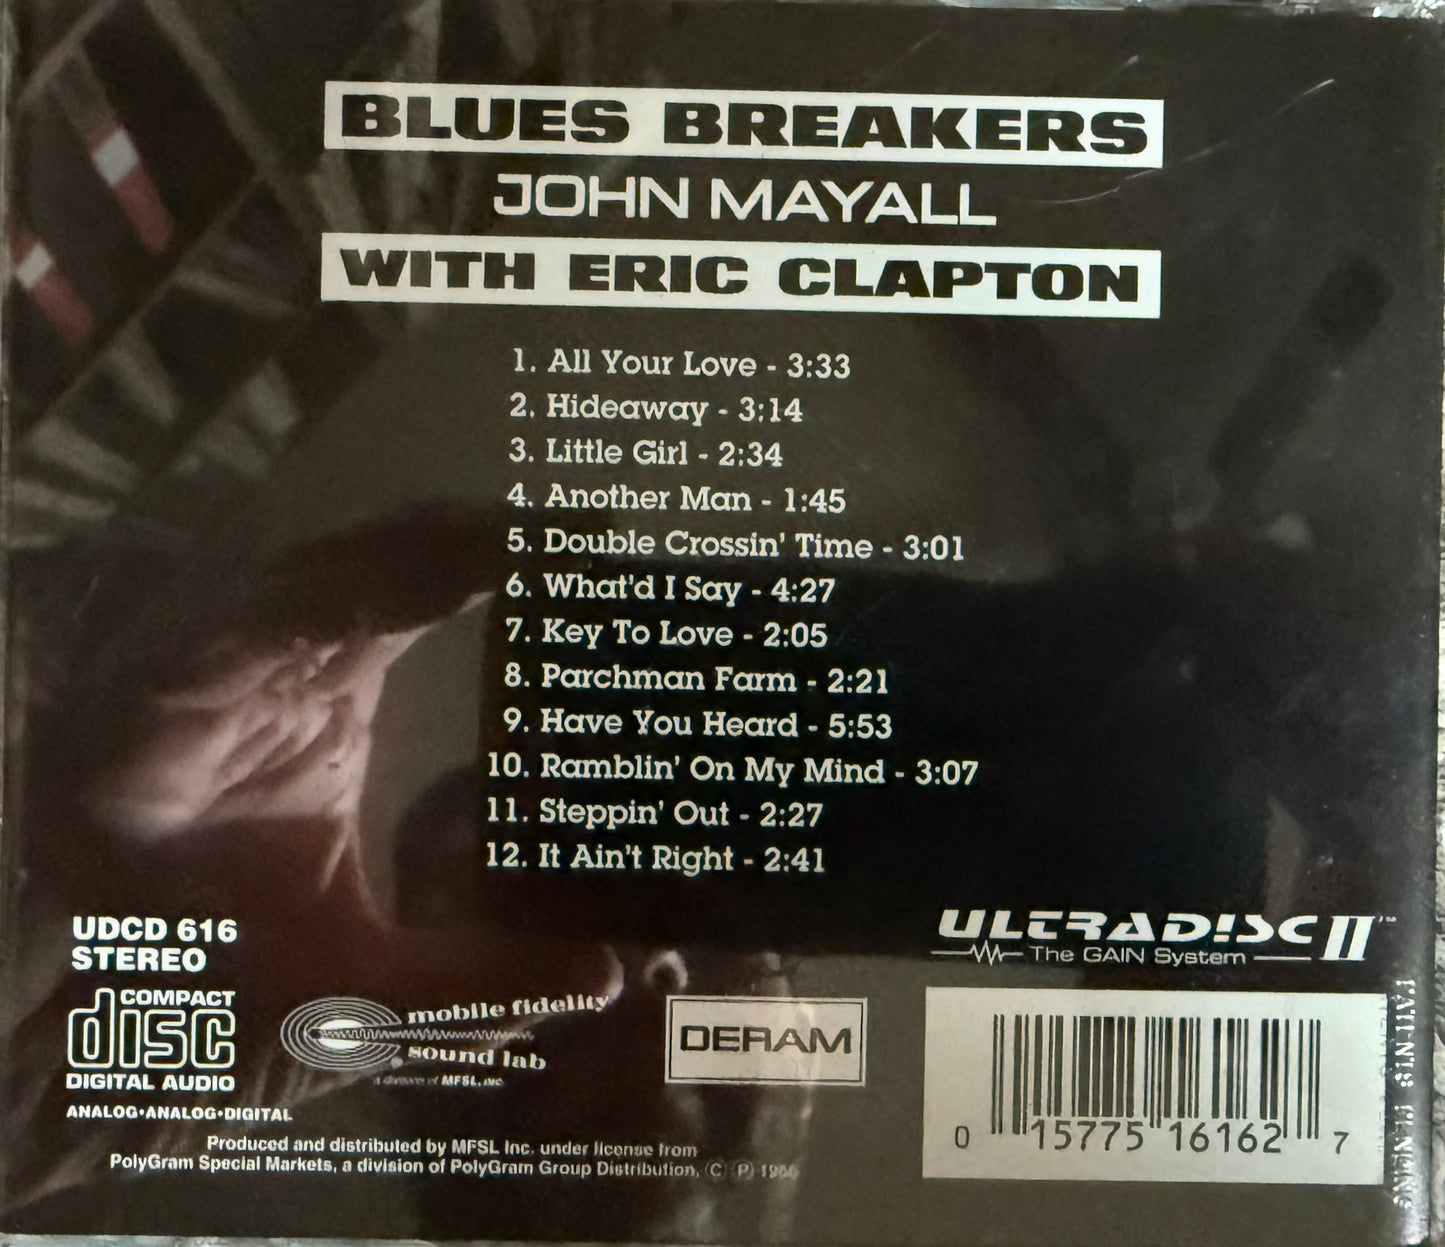 BLUES BREAKERS
JOHN MAYALL
WITH ERIC CLAPTON
1. All Your Love - 3:33
2. Hideaway - 3:14
3. Little Girl - 2:34
4. Another Man - 1:45
5. Double Crossin' Time - 3:01
6. What'd I Say - 4:27
7. Key To Love - 2:05
8. Parchman Farm - 2:21
9. Have You Heard - 5:53
10. Ramblin' On My Mind - 3:07
11. Steppin' Out - 2:27
12. It Ain't Right - 2:41
UDCD 616
STEREO
COMPACT
disc
DIGITAL AUDIO
ANALOG•ANALOG•DIGITAL
mobile fidelity
sound lab
a division of MFSL, INC.
DERAM
ULTRADISC II™
The GAIN System
0 15775 16162 7
Produced and distributed by MFSL Inc. under license from
PolyGram Special Markets, a division of PolyGram Group Distribution, Ⓒ Ⓟ